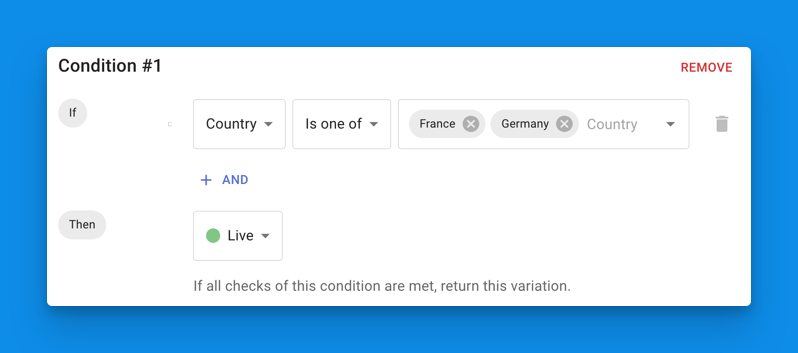 Condition #1
REMOVE
If
Country
Is one of
France
Germany
Country
+ AND
Then
Live
If all checks of this condition are met, return this variation.